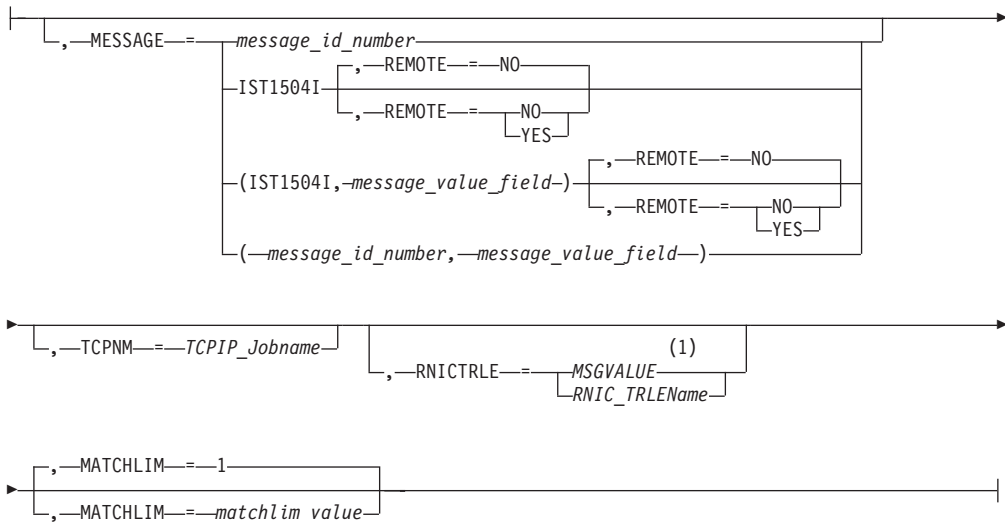 , MESSAGE = message_id_number
, REMOTE = NO
IST1504I
, REMOTE = NO
YES
, REMOTE = NO
(IST1504I, message_value_field )
, REMOTE = NO
YES
( message_id_number, message_value_field )
, TCPNM = TCPIP_Jobname
(1)
, RNICTRLE = MSGVALUE
RNIC_TRLEName
, MATCHLIM = 1
, MATCHLIM = matchlim value